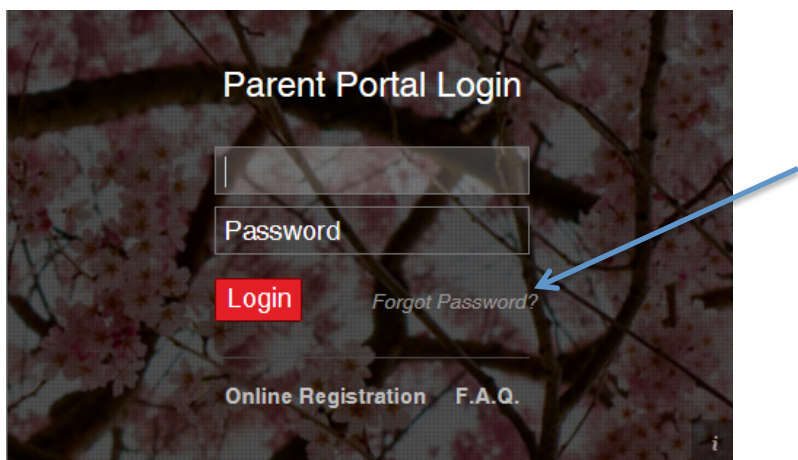 Parent Portal Login
Password
Login Forgot Password?
Online Registration F.A.Q.
i